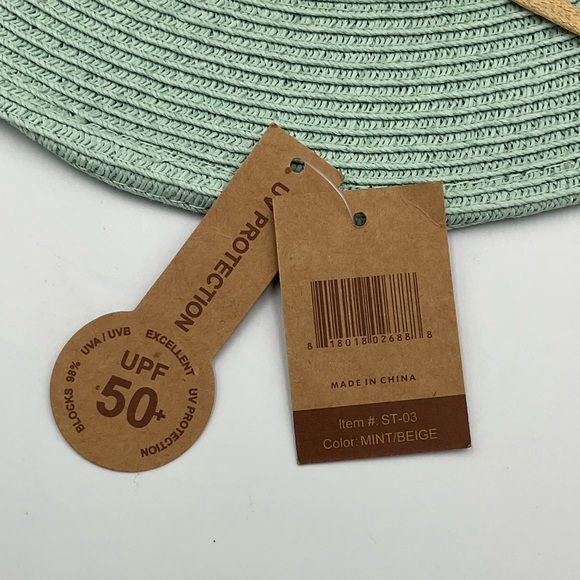 UV PROTECTION
BLOCKS 98% UVA / UVB EXCELLENT UV PROTECTION
UPF
50+
8 18018 02688 8
MADE IN CHINA
Item #: ST-03
Color: MINT/BEIGE